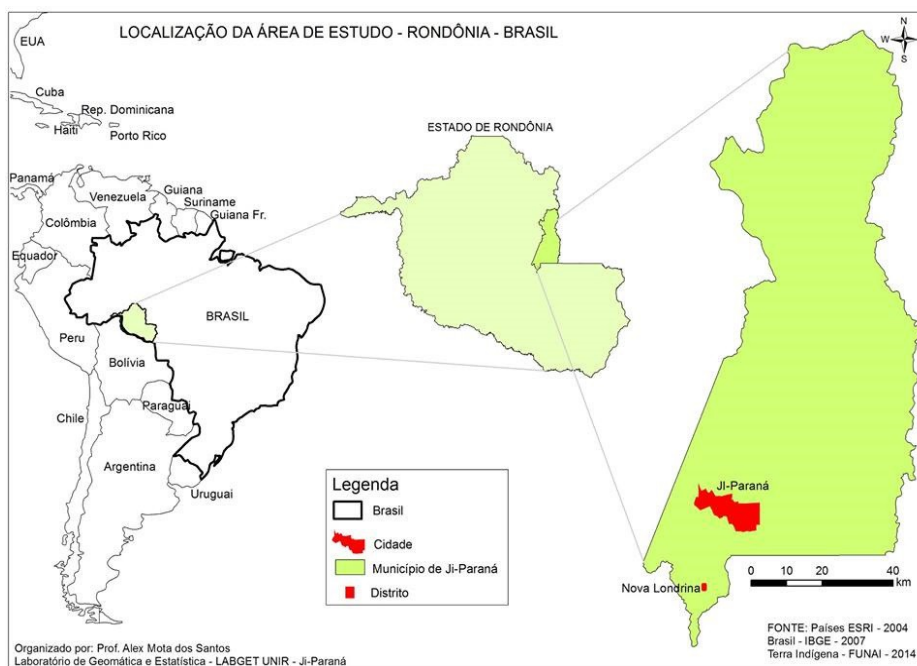 LOCALIZAÇÃO DA ÁREA DE ESTUDO - RONDÔNIA - BRASIL
N
W
S
EUA
Cuba
Rep. Dominicana
Haiti
Porto Rico
ESTADO DE RONDÔNIA
Panamá
Venezuela
Guiana
Suriname
Guiana Fr.
Colômbia
Equador
BRASIL
Peru
Bolívia
Paraguai
Chile
Argentina
Uruguai
Legenda
Brasil
Cidade
Município de Ji-Paraná
Distrito
JI-Paraná
Nova Londrina
0 10 20 40
km
Organizado por: Prof. Alex Mota dos Santos
Laboratório de Geomática e Estatística - LABGET UNIR - Ji-Paraná
FONTE: Países ESRI - 2004
Brasil - IBGE - 2007
Terra Indígena - FUNAI - 2014